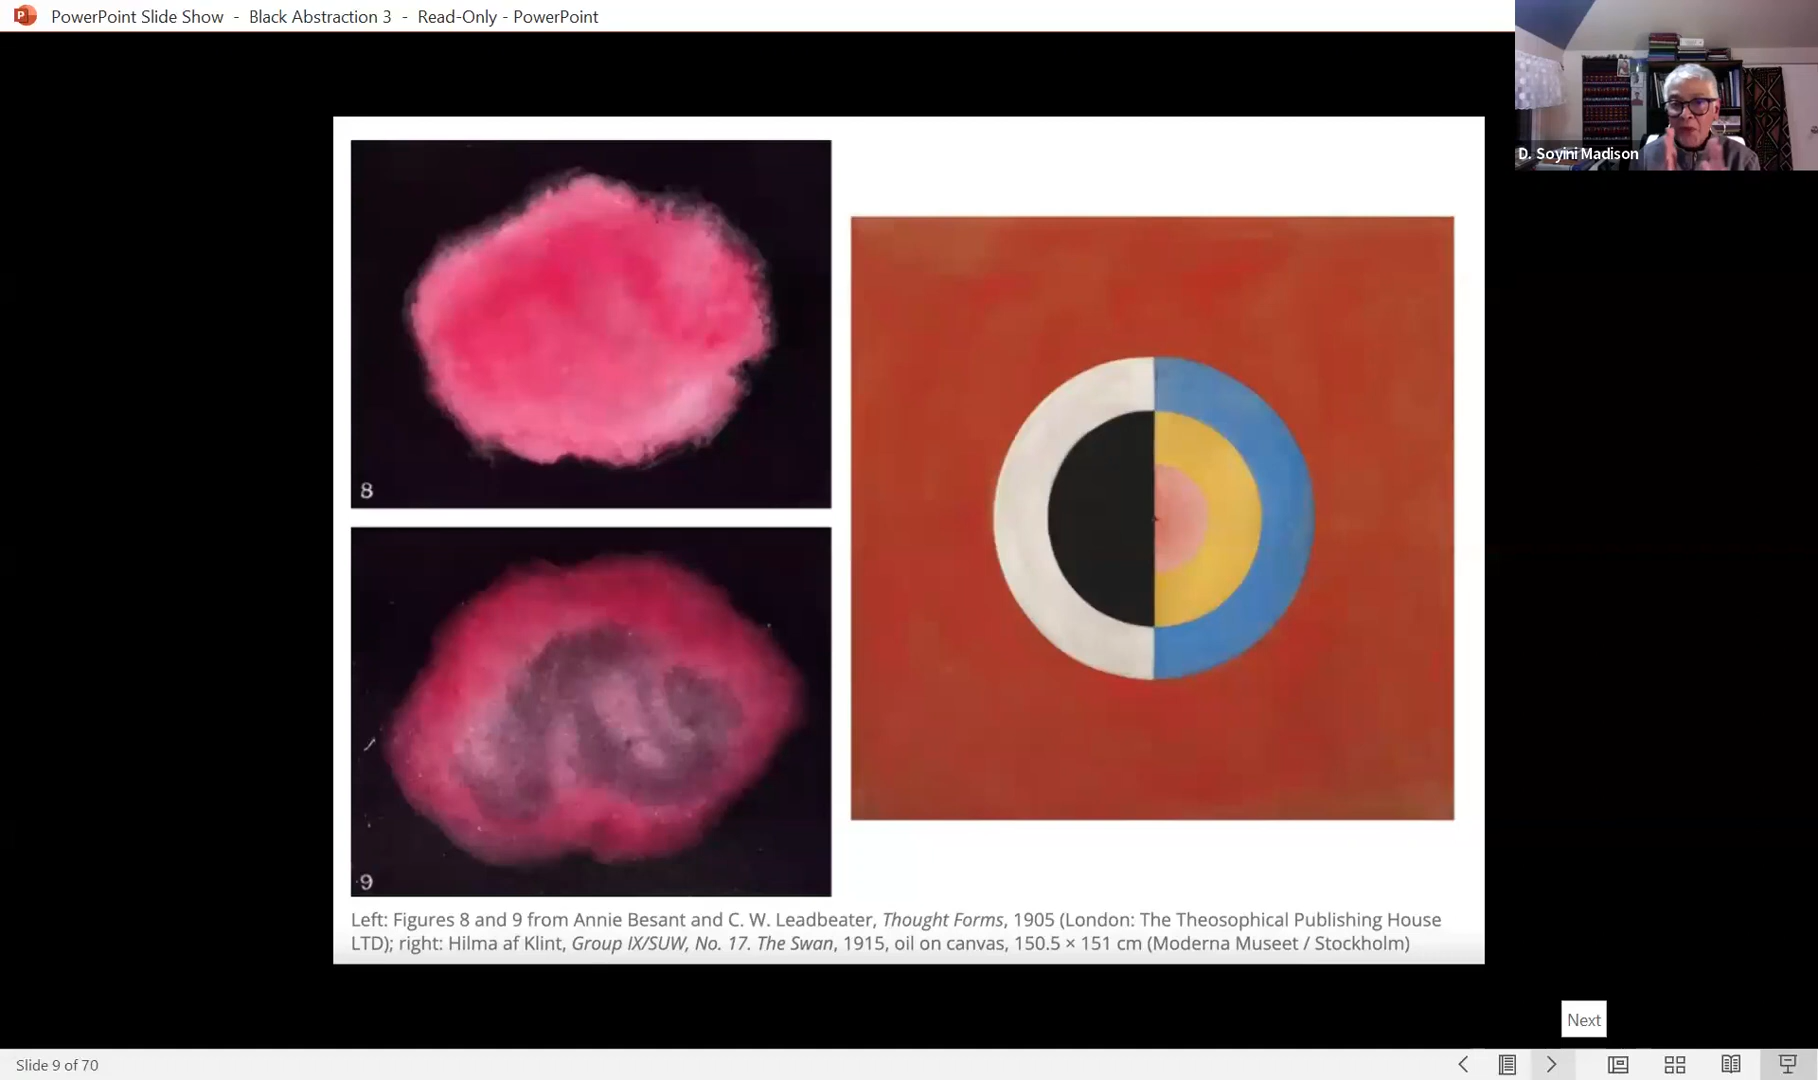 PowerPoint Slide Show - Black Abstraction 3 - Read-Only - PowerPoint
D. Soyini Madison
8
9
Left: Figures 8 and 9 from Annie Besant and C. W. Leadbeater, Thought Forms, 1905 (London: The Theosophical Publishing House
LTD); right: Hilma af Klint, Group IX/SUW, No. 17. The Swan, 1915, oil on canvas, 150.5 × 151 cm (Moderna Museet / Stockholm)
Next
Slide 9 of 70